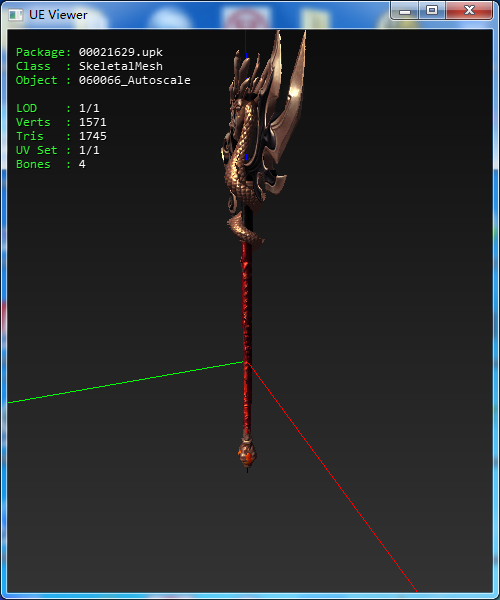 UE Viewer
Package: 00021629.upk
Class : SkeletalMesh
Object : 060066_Autoscale
LOD : 1/1
Verts : 1571
Tris : 1745
UV Set : 1/1
Bones : 4